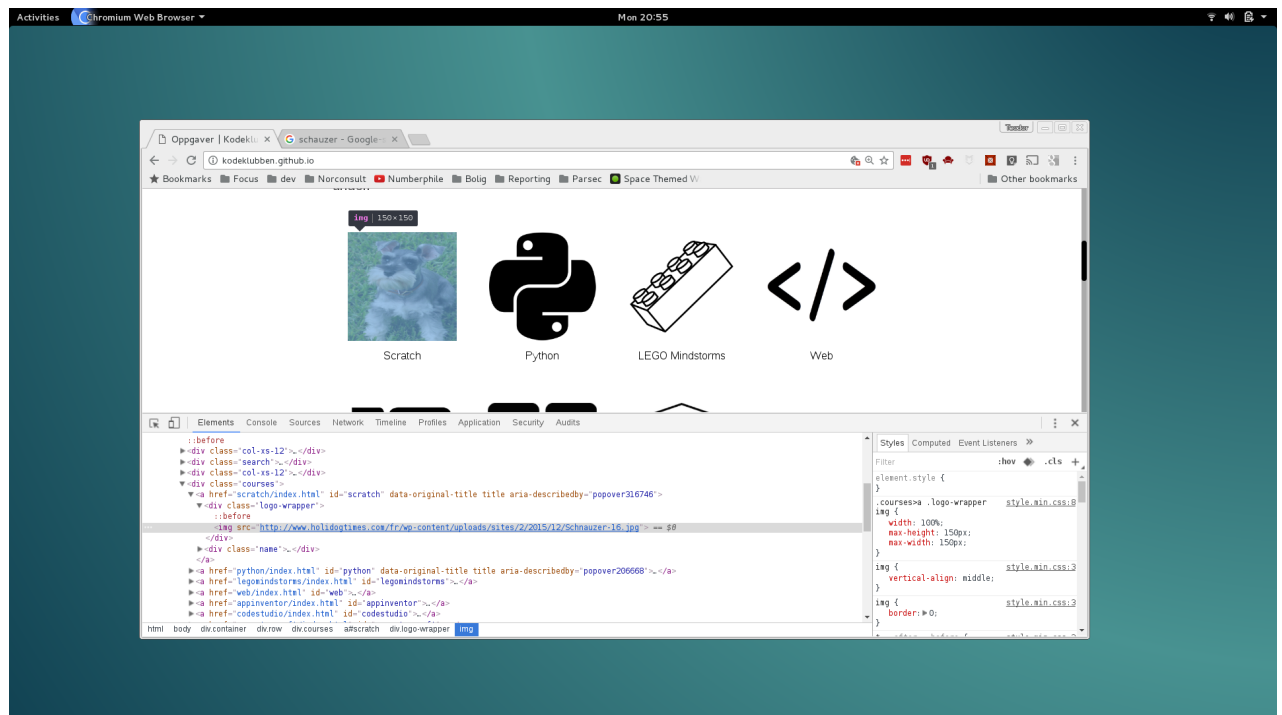 Activities Chromium Web Browser Mon 20:55
Oppgaver | Kodeklu schauzer - Google-s
kodeklubben.github.io
Bookmarks Focus dev Norconsult Numberphile Bolig Reporting Parsec Space Themed W Other bookmarks
img 150×150
Scratch Python LEGO Mindstorms Web
Elements Console Sources Network Timeline Profiles Application Security Audits
::before
<div class="col-xs-12">…</div>
<div class="search">…</div>
<div class="col-xs-12">…</div>
<div class="courses">
<a href="scratch/index.html" id="scratch" data-original-title title aria-describedby="popover316746">
<div class="logo-wrapper">
::before
<img src="http://www.holidogtimes.com/fr/wp-content/uploads/sites/2/2015/12/Schnauzer-16.jpg"> == $0
</div>
<div class="name">…</div>
</a>
<a href="python/index.html" id="python" data-original-title title aria-describedby="popover206668">…</a>
<a href="legomindstorms/index.html" id="legomindstorms">…</a>
<a href="web/index.html" id="web">…</a>
<a href="appinventor/index.html" id="appinventor">…</a>
<a href="codestudio/index.html" id="codestudio">…</a>
html body div.container div.row div.courses a#scratch div.logo-wrapper img
Styles Computed Event Listeners »
Filter :hov .cls +
element.style {
}
.courses>a .logo-wrapper style.min.css:8
img {
width: 100%;
max-height: 150px;
max-width: 150px;
}
img { style.min.css:3
vertical-align: middle;
}
img { style.min.css:3
border: 0;
}